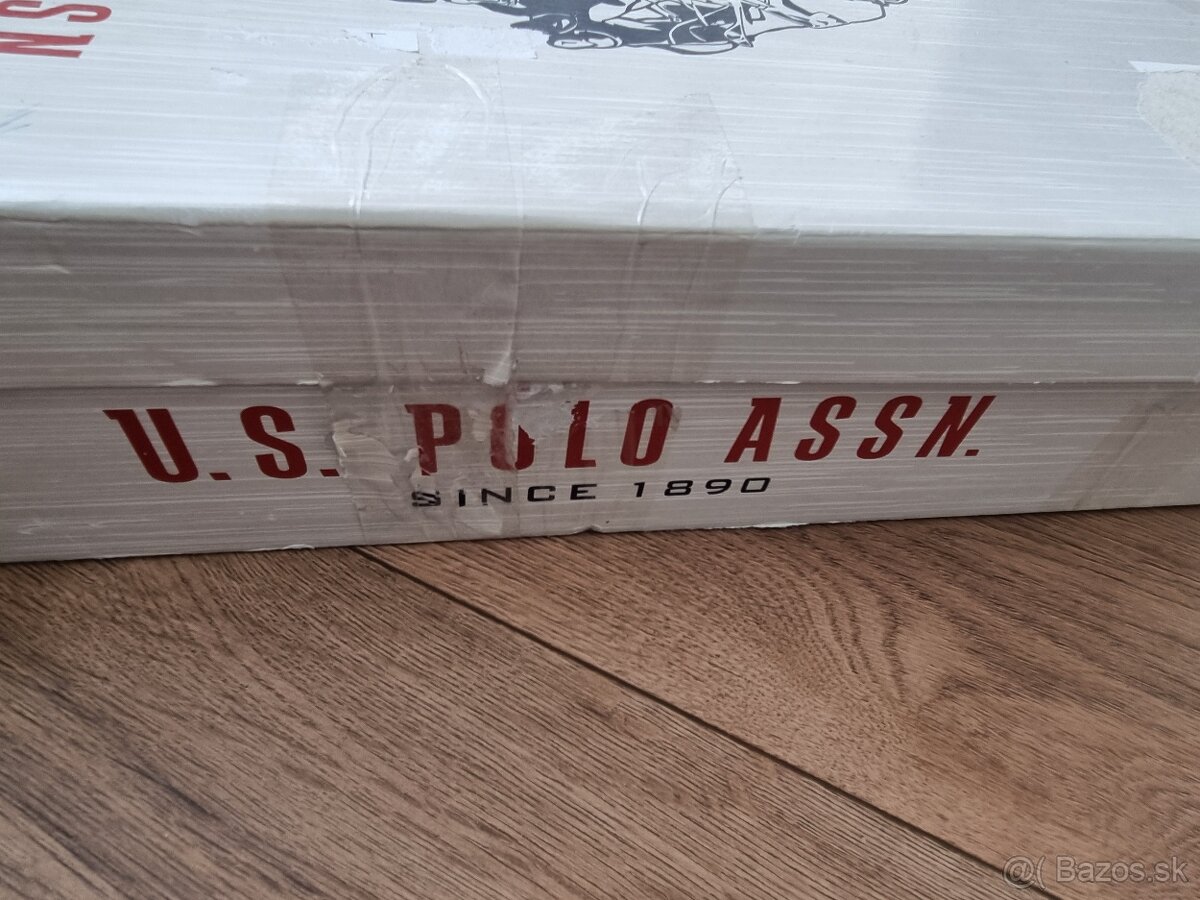 U.S. POLO ASSN.
SINCE 1890
@( Bazos.sk